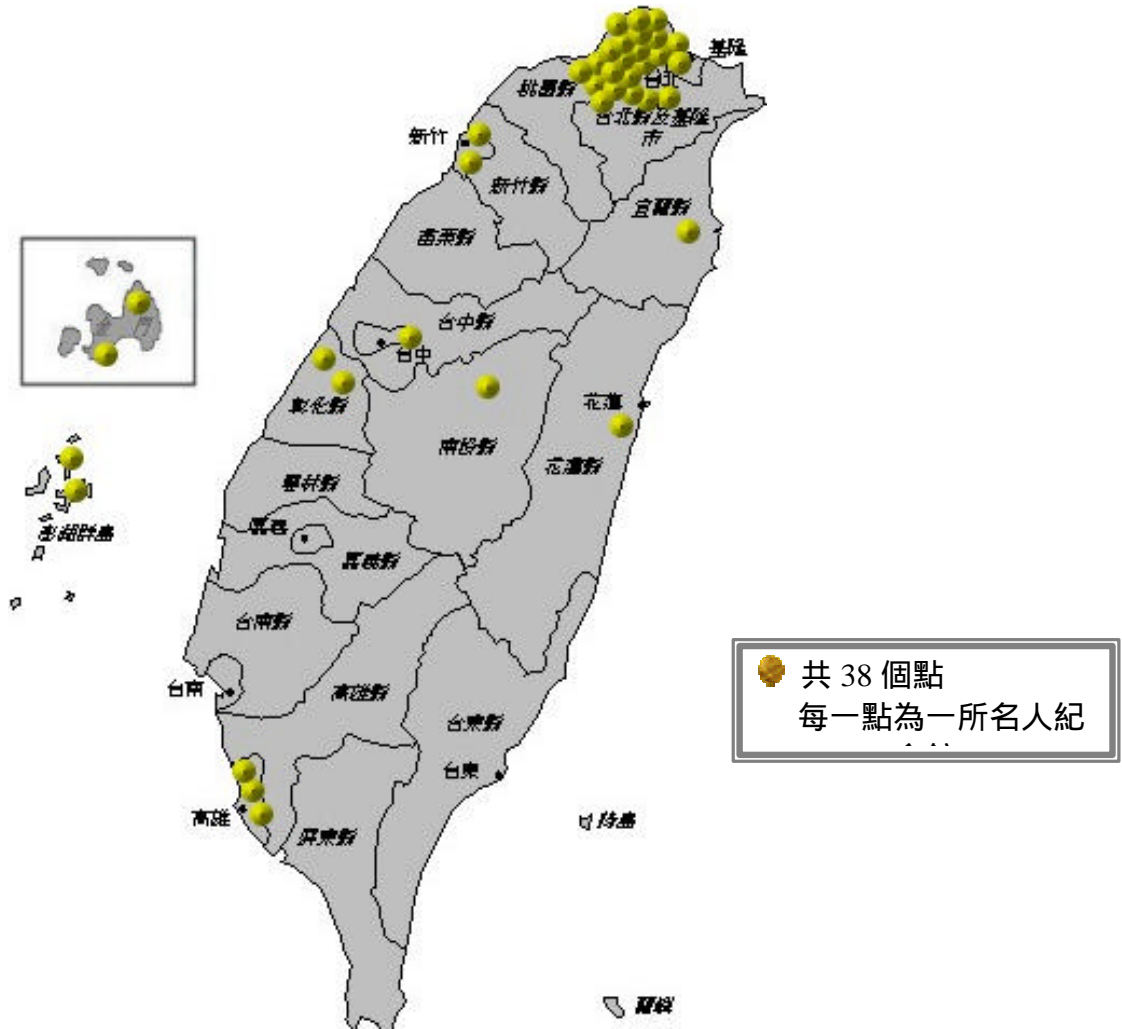 基隆
台北
桃園縣
台北縣及基隆
市
新竹
新竹縣
宜蘭縣
苗栗縣
台中縣
台中
彰化縣
南投縣
花蓮
花蓮縣
雲林縣
澎湖群島
嘉義
嘉義縣
台南縣
台南
高雄縣
台東縣
台東
高雄
屏東縣
蘭嶼
共 38 個點
每一點為一所名人紀